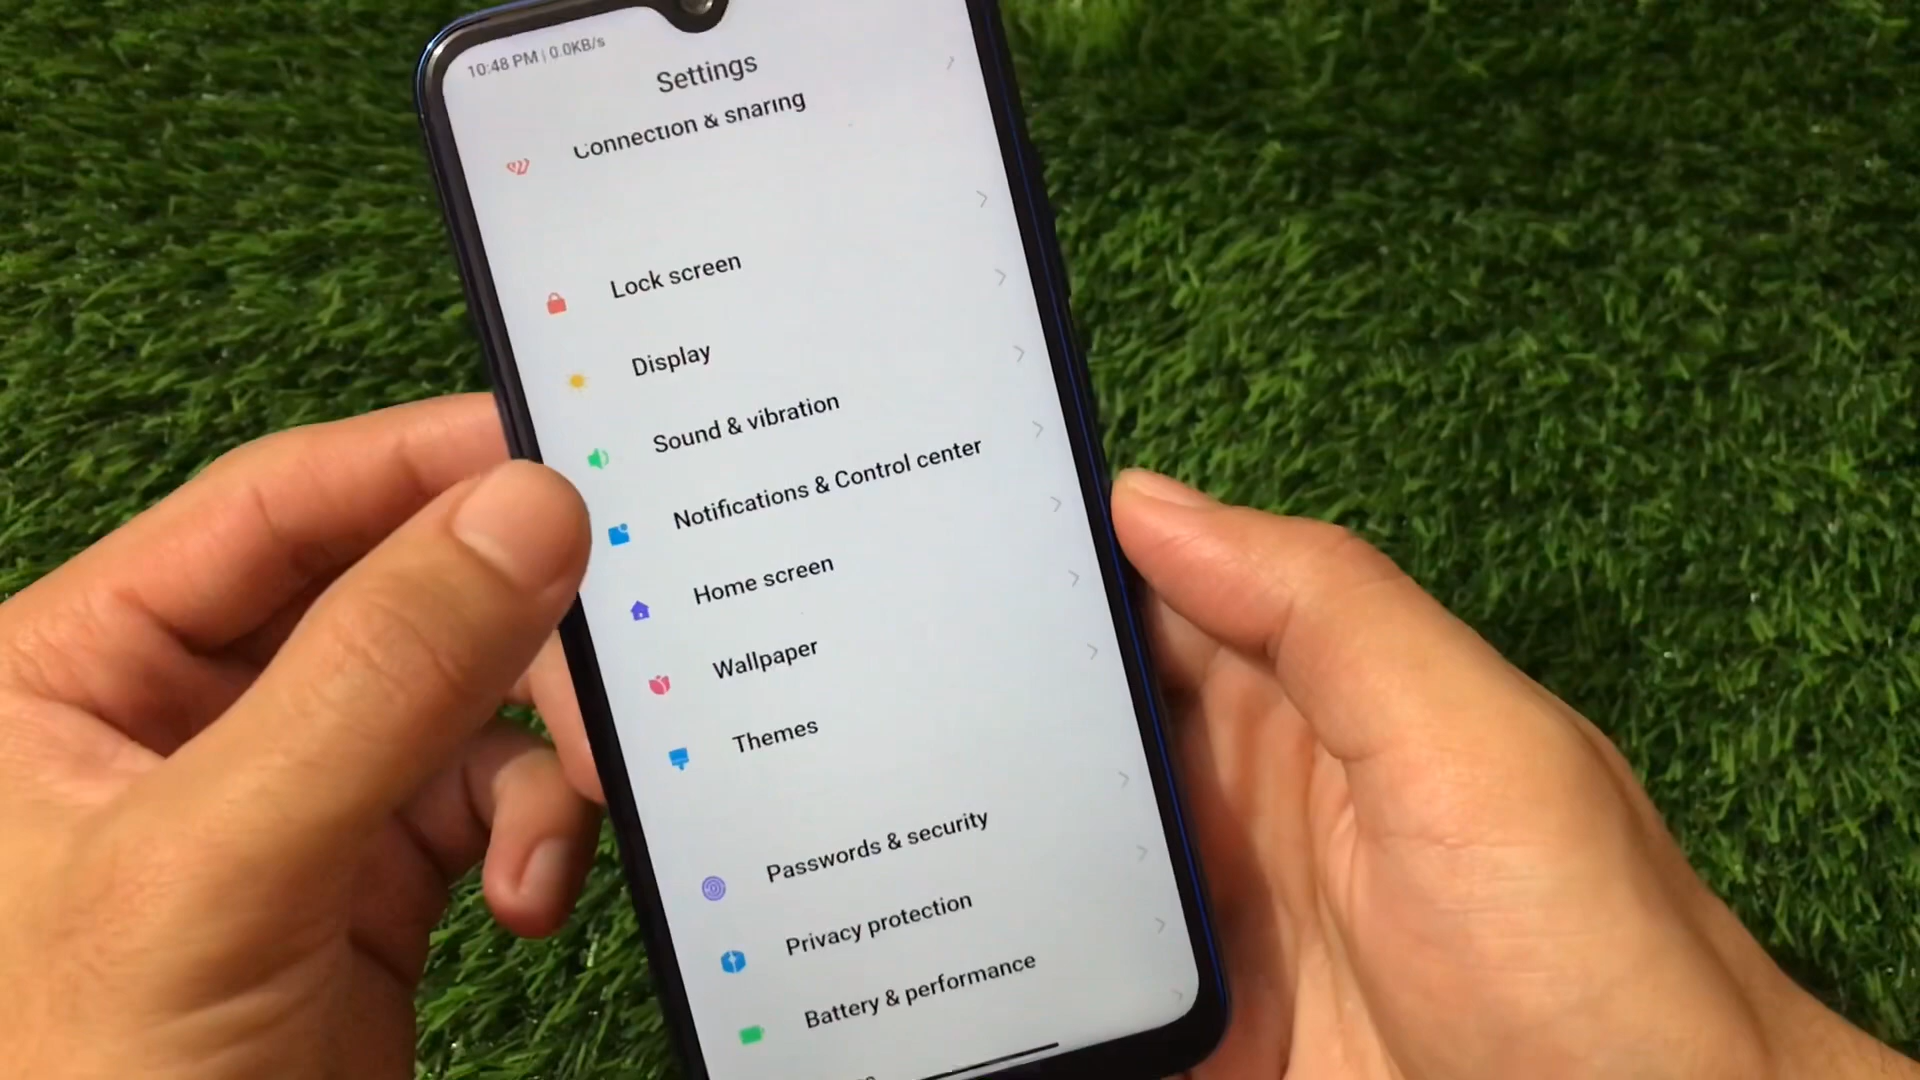 10:48 PM | 0.0KB/s
Settings
Connection & sharing
Lock screen
Display
Sound & vibration
Notifications & Control center
Home screen
Wallpaper
Themes
Passwords & security
Privacy protection
Battery & performance